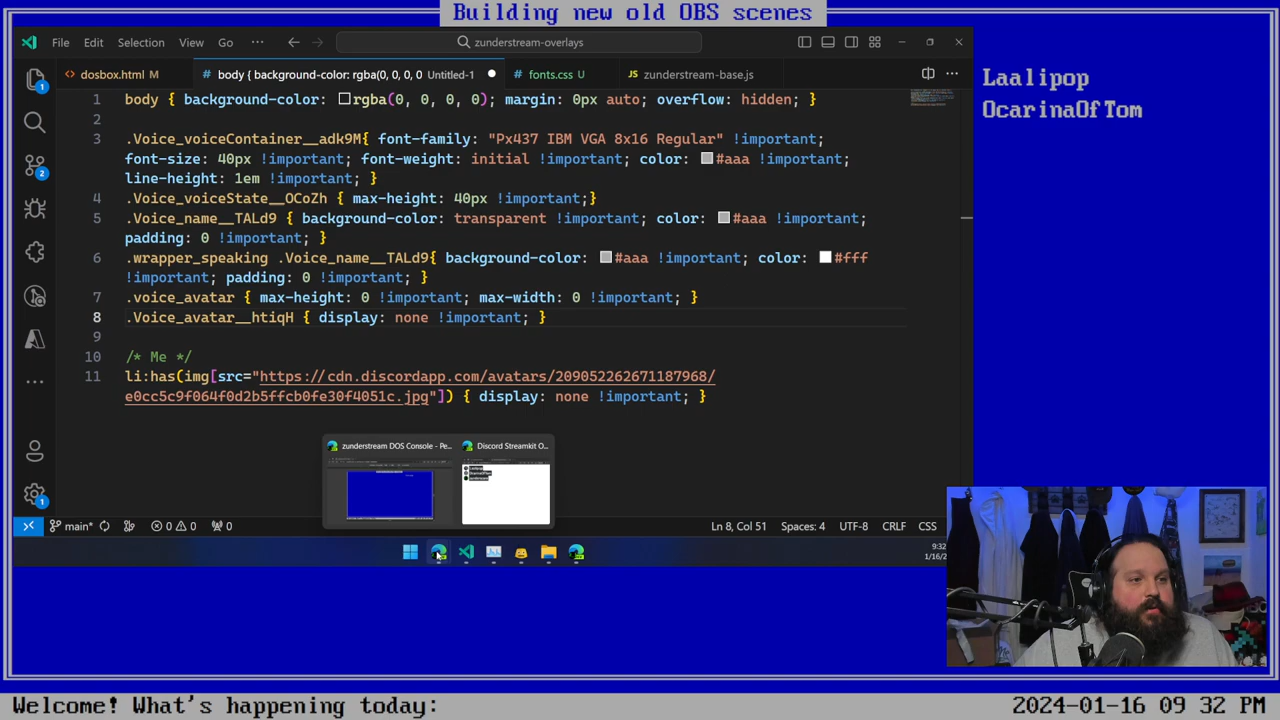 Building new old OBS scenes
File Edit Selection View Go ··· zunderstream-overlays
dosbox.html M # body { background-color: rgba(0, 0, 0, 0 Untitled-1 # fonts.css U JS zunderstream-base.js
1 body { background-color: rgba(0, 0, 0, 0); margin: 0px auto; overflow: hidden; }
2
3 .Voice_voiceContainer__adk9M{ font-family: "Px437 IBM VGA 8x16 Regular" !important;
font-size: 40px !important; font-weight: initial !important; color: #aaa !important;
line-height: 1em !important; }
4 .Voice_voiceState__OCoZh { max-height: 40px !important;}
5 .Voice_name__TALd9 { background-color: transparent !important; color: #aaa !important;
padding: 0 !important; }
6 .wrapper_speaking .Voice_name__TALd9{ background-color: #aaa !important; color: #fff
!important; padding: 0 !important; }
7 .voice_avatar { max-height: 0 !important; max-width: 0 !important; }
8 .Voice_avatar__htiqH { display: none !important; }
9
10 /* Me */
11 li:has(img[src="https://cdn.discordapp.com/avatars/209052262671187968/
e0cc5c9f064f0d2b5ffcb0fe30f4051c.jpg"]) { display: none !important; }
zunderstream DOS Console - Pe... Discord Streamkit O...
main* 0 0 0 Ln 8, Col 51 Spaces: 4 UTF-8 CRLF CSS
9:32
1/16/2
Laalipop
OcarinaOfTom
Welcome! What's happening today: 2024-01-16 09 32 PM